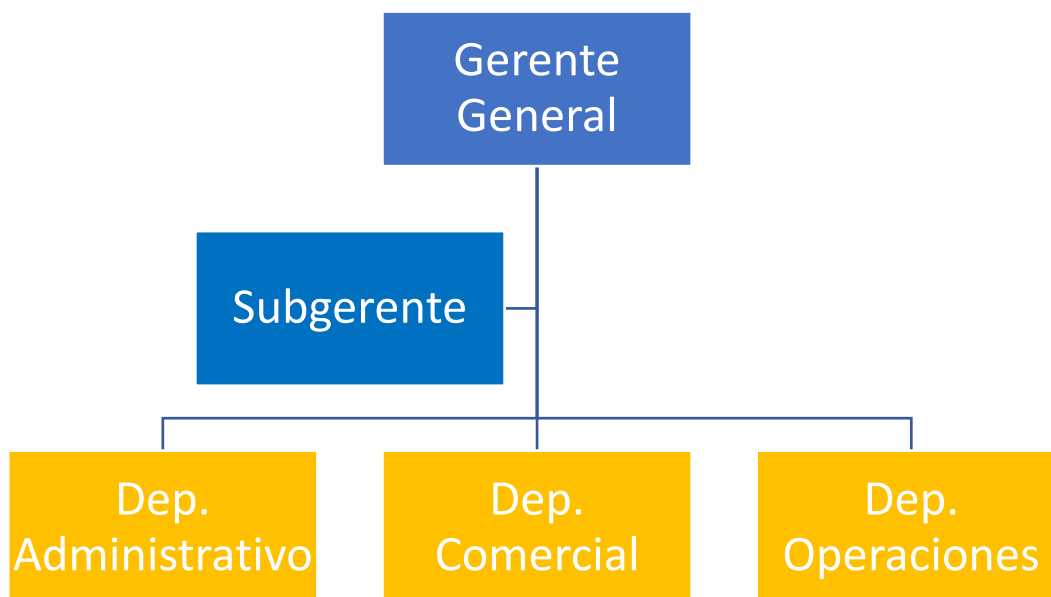 Gerente
General
Subgerente
Dep.
Administrativo
Dep.
Comercial
Dep.
Operaciones